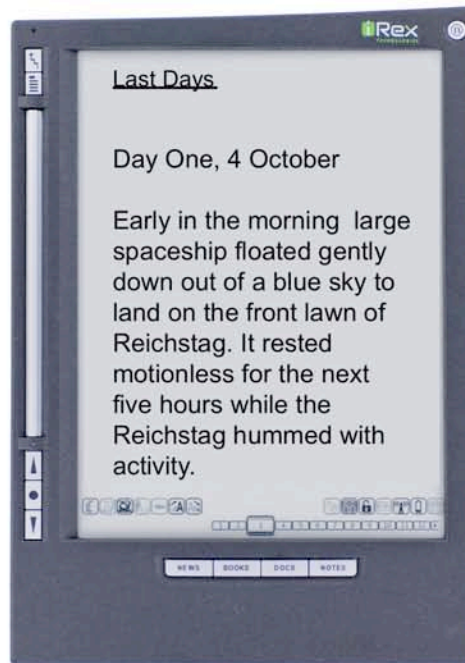 iRex
Last Days
Day One, 4 October
Early in the morning  large
spaceship floated gently
down out of a blue sky to
land on the front lawn of
Reichstag. It rested
motionless for the next
five hours while the
Reichstag hummed with
activity.
NEWS BOOKS DOCS NOTES